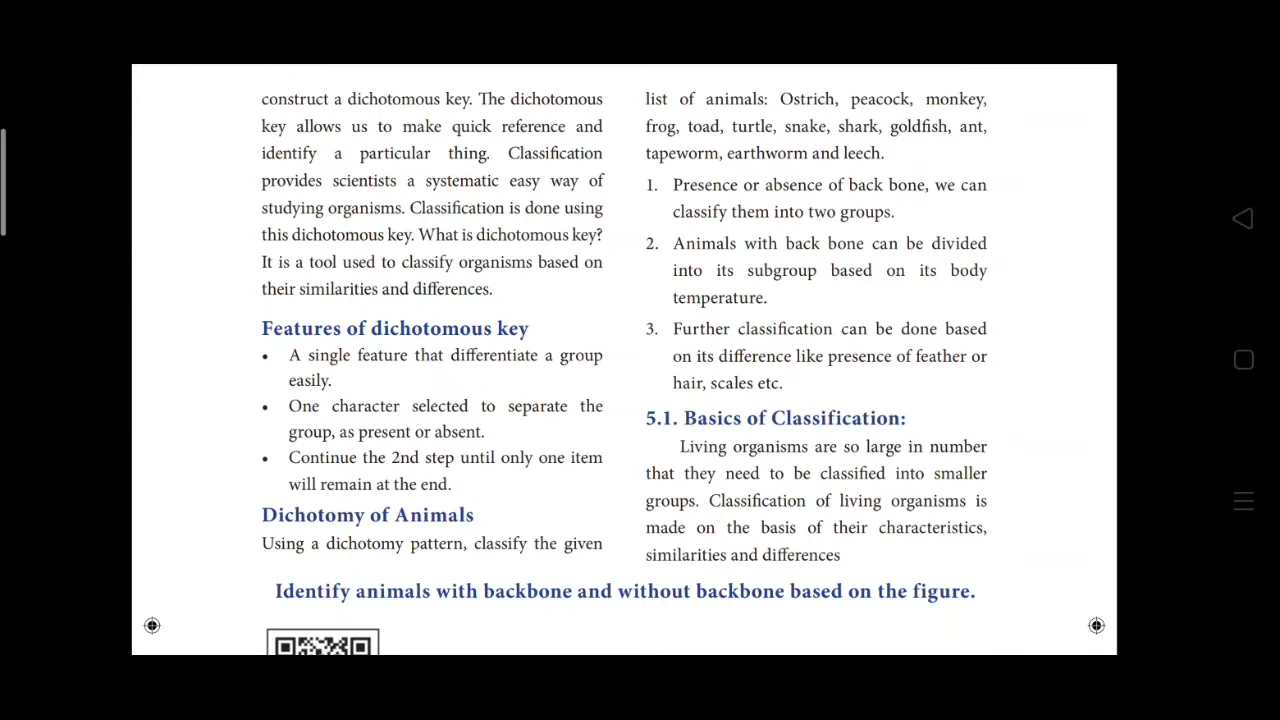 construct a dichotomous key. The dichotomous
key allows us to make quick reference and
identify a particular thing. Classification
provides scientists a systematic easy way of
studying organisms. Classification is done using
this dichotomous key. What is dichotomous key?
It is a tool used to classify organisms based on
their similarities and differences.
Features of dichotomous key
• A single feature that differentiate a group
easily.
• One character selected to separate the
group, as present or absent.
• Continue the 2nd step until only one item
will remain at the end.
Dichotomy of Animals
Using a dichotomy pattern, classify the given
list of animals: Ostrich, peacock, monkey,
frog, toad, turtle, snake, shark, goldfish, ant,
tapeworm, earthworm and leech.
1. Presence or absence of back bone, we can
classify them into two groups.
2. Animals with back bone can be divided
into its subgroup based on its body
temperature.
3. Further classification can be done based
on its difference like presence of feather or
hair, scales etc.
5.1. Basics of Classification:
Living organisms are so large in number
that they need to be classified into smaller
groups. Classification of living organisms is
made on the basis of their characteristics,
similarities and differences
Identify animals with backbone and without backbone based on the figure.